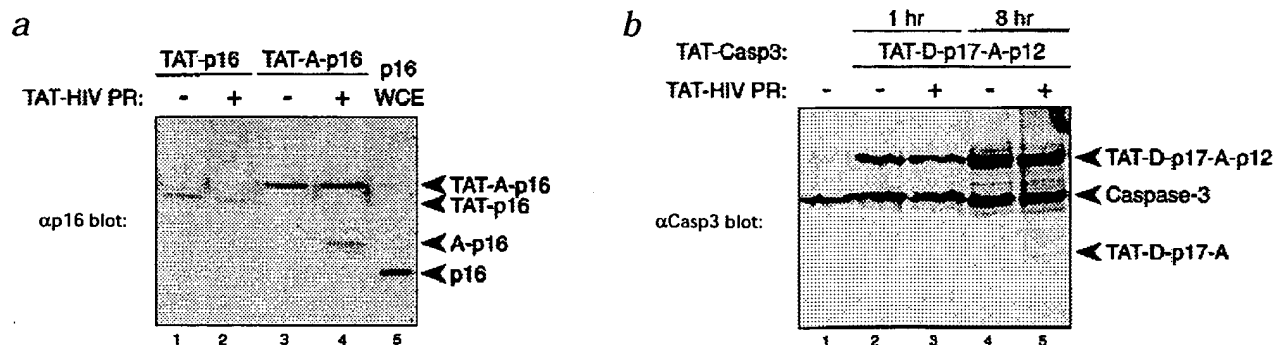 a
TAT-p16 TAT-A-p16 p16
TAT-HIV PR: - + - + WCE
TAT-A-p16
TAT-p16
αp16 blot:
A-p16
p16
1 2 3 4 5
b
1 hr 8 hr
TAT-Casp3: TAT-D-p17-A-p12
TAT-HIV PR: - - + - +
TAT-D-p17-A-p12
Caspase-3
αCasp3 blot:
TAT-D-p17-A
1 2 3 4 5